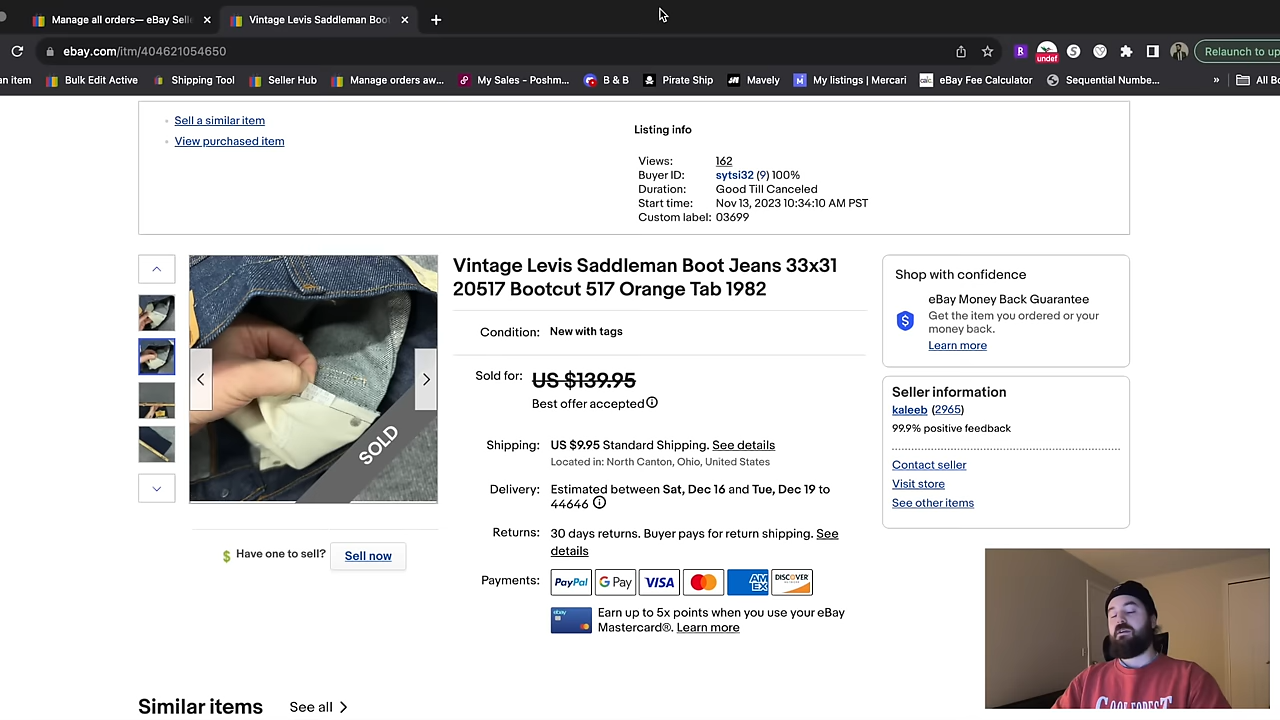 Manage all orders— eBay Sell
Vintage Levis Saddleman Boot
ebay.com/itm/404621054650
undef
Relaunch to up
an item
Bulk Edit Active
Shipping Tool
Seller Hub
Manage orders aw...
My Sales - Poshm...
B & B
Pirate Ship
Mavely
My listings | Mercari
eBay Fee Calculator
Sequential Numbe...
»
All Bo
Sell a similar item
View purchased item
Listing info
Views: 162
Buyer ID: sytsi32 (9) 100%
Duration: Good Till Canceled
Start time: Nov 13, 2023 10:34:10 AM PST
Custom label: 03699
Vintage Levis Saddleman Boot Jeans 33x31
20517 Bootcut 517 Orange Tab 1982
Condition: New with tags
Sold for: US $139.95
Best offer accepted
SOLD
Shipping: US $9.95 Standard Shipping. See details
Located in: North Canton, Ohio, United States
Delivery: Estimated between Sat, Dec 16 and Tue, Dec 19 to
44646
Returns: 30 days returns. Buyer pays for return shipping. See
details
Payments: PayPal G Pay VISA AM EX DISCOVER
ebay
Earn up to 5x points when you use your eBay
Mastercard®. Learn more
Have one to sell? Sell now
Shop with confidence
eBay Money Back Guarantee
Get the item you ordered or your
money back.
Learn more
Seller information
kaleeb (2965)
99.9% positive feedback
Contact seller
Visit store
See other items
Similar items See all